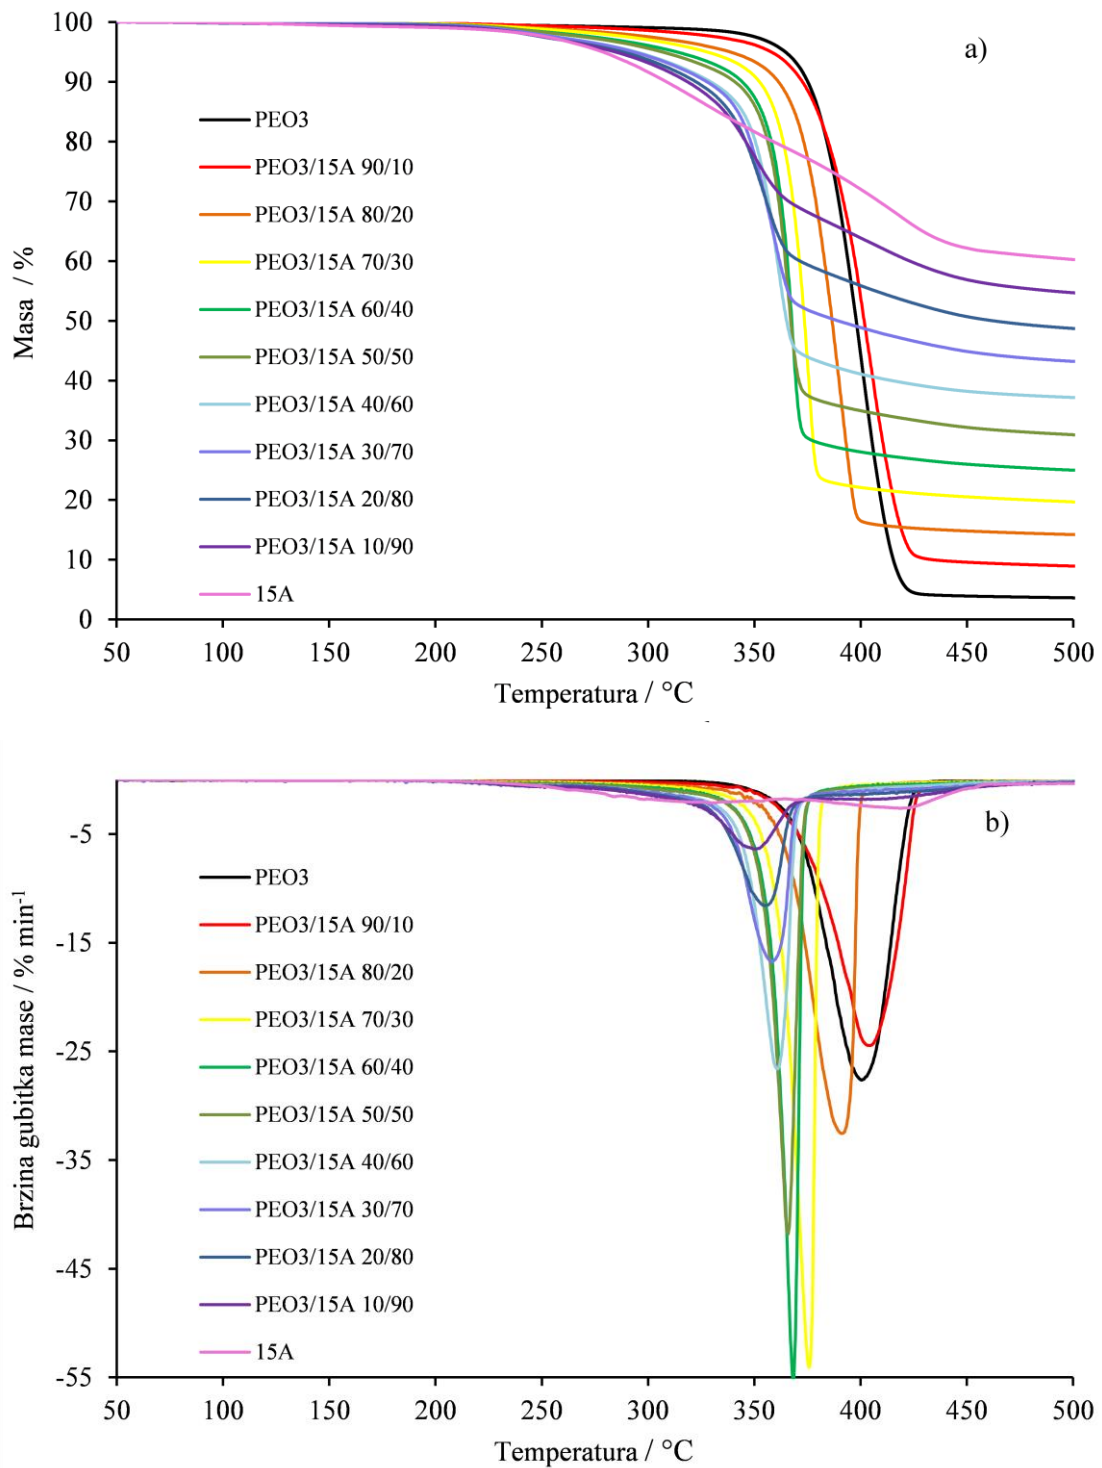 a)
100
90
80
70
60
50
40
30
20
10
0
Masa / %
PEO3
PEO3/15A 90/10
PEO3/15A 80/20
PEO3/15A 70/30
PEO3/15A 60/40
PEO3/15A 50/50
PEO3/15A 40/60
PEO3/15A 30/70
PEO3/15A 20/80
PEO3/15A 10/90
15A
50 100 150 200 250 300 350 400 450 500
Temperatura / °C
b)
-5
-15
-25
-35
-45
-55
Brzina gubitka mase / % min⁻¹
PEO3
PEO3/15A 90/10
PEO3/15A 80/20
PEO3/15A 70/30
PEO3/15A 60/40
PEO3/15A 50/50
PEO3/15A 40/60
PEO3/15A 30/70
PEO3/15A 20/80
PEO3/15A 10/90
15A
50 100 150 200 250 300 350 400 450 500
Temperatura / °C